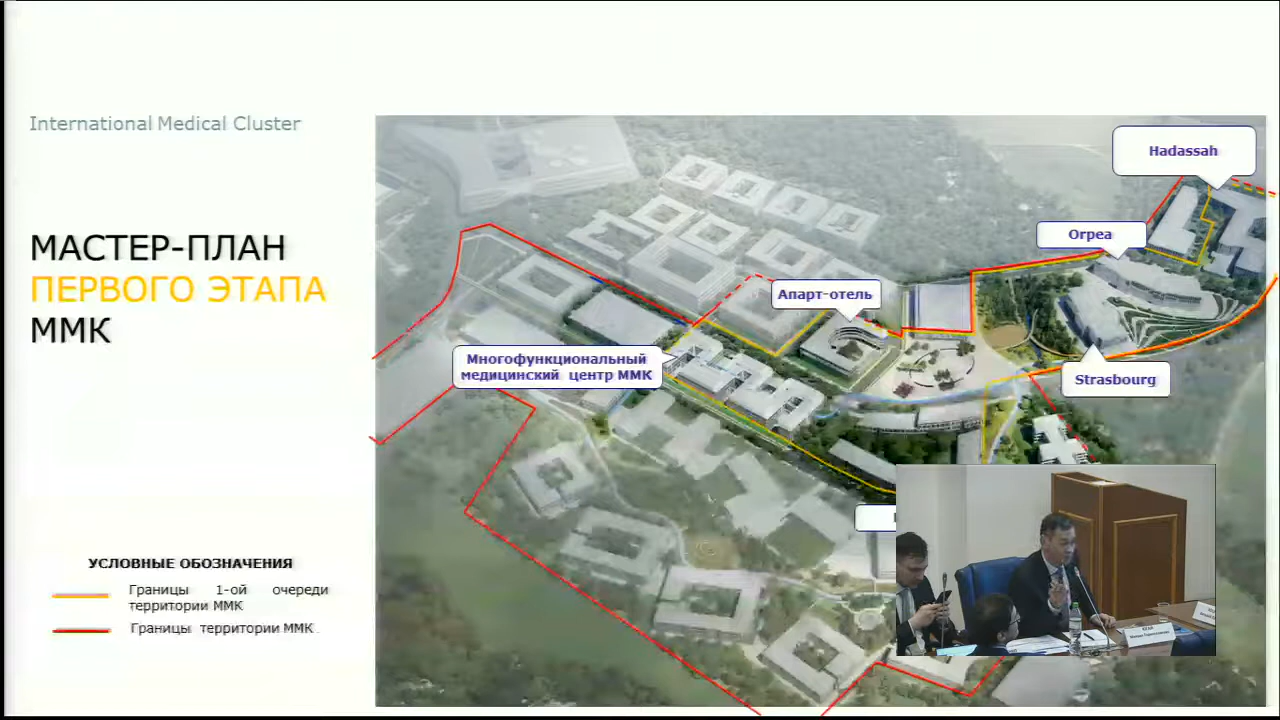 International Medical Cluster
МАСТЕР-ПЛАН
ПЕРВОГО ЭТАПА
ММК
Hadassah
Orpea
Апарт-отель
Многофункциональный
медицинский центр ММК
Strasbourg
УСЛОВНЫЕ ОБОЗНАЧЕНИЯ
Границы 1-ой очереди
территории ММК
Границы территории ММК